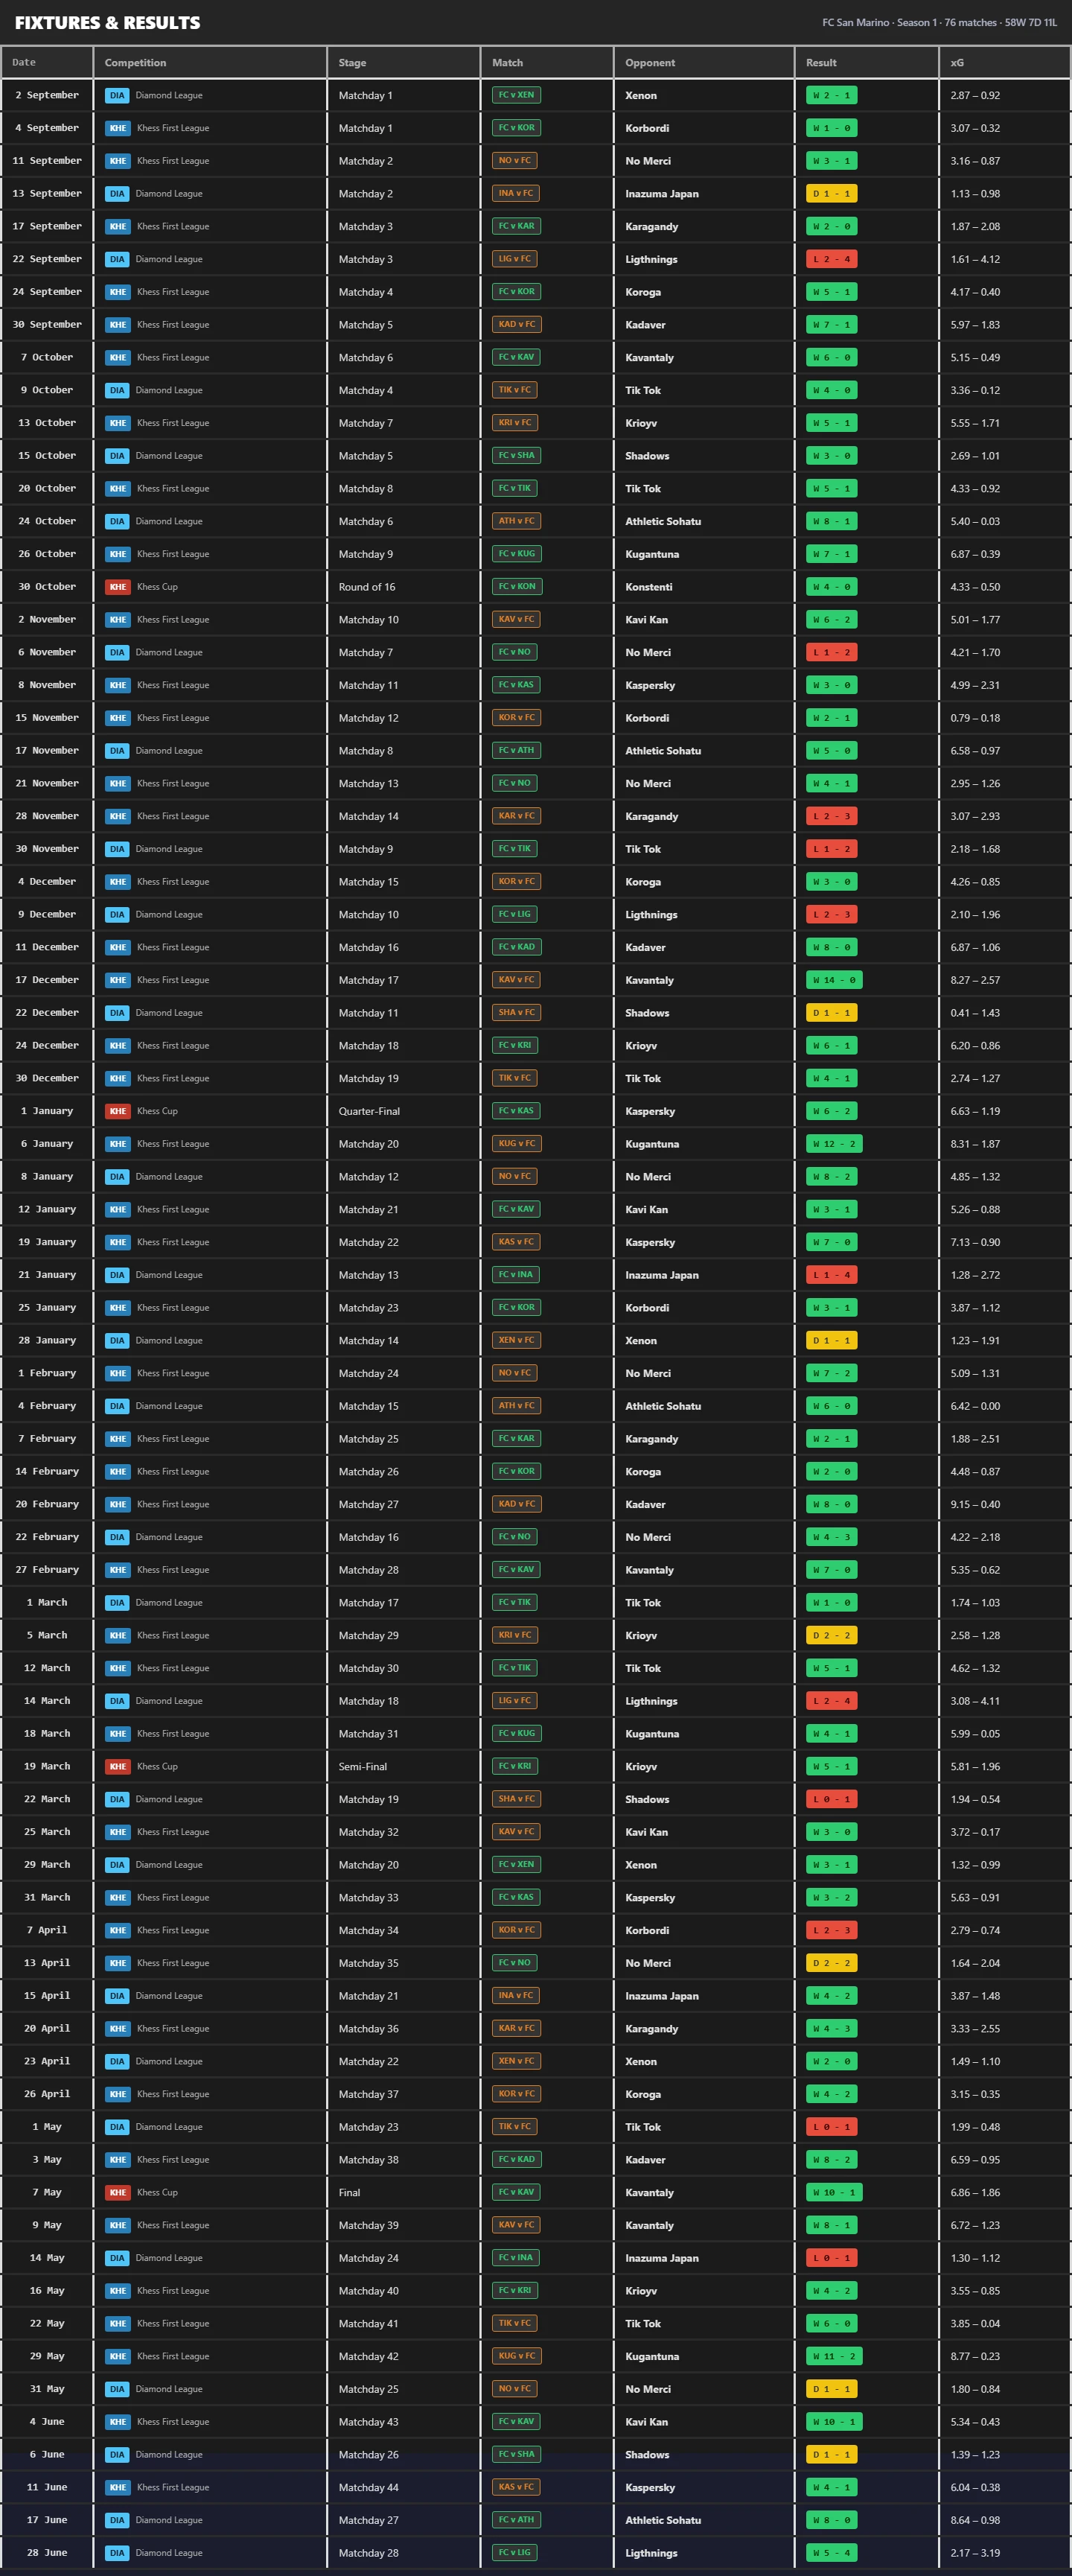 FIXTURES & RESULTS FC San Marino · Season 1 · 76 matches · 58W 7D 11L
Date Competition Stage Match Opponent Result xG
2 September DIA Diamond League Matchday 1 FC v XEN Xenon W 2 - 1 2.87 – 0.92
4 September KHE Khess First League Matchday 1 FC v KOR Korbordi W 1 - 0 3.07 – 0.32
11 September KHE Khess First League Matchday 2 NO v FC No Merci W 3 - 1 3.16 – 0.87
13 September DIA Diamond League Matchday 2 INA v FC Inazuma Japan D 1 - 1 1.13 – 0.98
17 September KHE Khess First League Matchday 3 FC v KAR Karagandy W 2 - 0 1.87 – 2.08
22 September DIA Diamond League Matchday 3 LIG v FC Ligthnings L 2 - 4 1.61 – 4.12
24 September KHE Khess First League Matchday 4 FC v KOR Koroga W 5 - 1 4.17 – 0.40
30 September KHE Khess First League Matchday 5 KAD v FC Kadaver W 7 - 1 5.97 – 1.83
7 October KHE Khess First League Matchday 6 FC v KAV Kavantaly W 6 - 0 5.15 – 0.49
9 October DIA Diamond League Matchday 4 TIK v FC Tik Tok W 4 - 0 3.36 – 0.12
13 October KHE Khess First League Matchday 7 KRI v FC Krioyv W 5 - 1 5.55 – 1.71
15 October DIA Diamond League Matchday 5 FC v SHA Shadows W 3 - 0 2.69 – 1.01
20 October KHE Khess First League Matchday 8 FC v TIK Tik Tok W 5 - 1 4.33 – 0.92
24 October DIA Diamond League Matchday 6 ATH v FC Athletic Sohatu W 8 - 1 5.40 – 0.03
26 October KHE Khess First League Matchday 9 FC v KUG Kugantuna W 7 - 1 6.87 – 0.39
30 October KHE Khess Cup Round of 16 FC v KON Konstenti W 4 - 0 4.33 – 0.50
2 November KHE Khess First League Matchday 10 KAV v FC Kavi Kan W 6 - 2 5.01 – 1.77
6 November DIA Diamond League Matchday 7 FC v NO No Merci L 1 - 2 4.21 – 1.70
8 November KHE Khess First League Matchday 11 FC v KAS Kaspersky W 3 - 0 4.99 – 2.31
15 November KHE Khess First League Matchday 12 KOR v FC Korbordi W 2 - 1 0.79 – 0.18
17 November DIA Diamond League Matchday 8 FC v ATH Athletic Sohatu W 5 - 0 6.58 – 0.97
21 November KHE Khess First League Matchday 13 FC v NO No Merci W 4 - 1 2.95 – 1.26
28 November KHE Khess First League Matchday 14 KAR v FC Karagandy L 2 - 3 3.07 – 2.93
30 November DIA Diamond League Matchday 9 FC v TIK Tik Tok L 1 - 2 2.18 – 1.68
4 December KHE Khess First League Matchday 15 KOR v FC Koroga W 3 - 0 4.26 – 0.85
9 December DIA Diamond League Matchday 10 FC v LIG Ligthnings L 2 - 3 2.10 – 1.96
11 December KHE Khess First League Matchday 16 FC v KAD Kadaver W 8 - 0 6.87 – 1.06
17 December KHE Khess First League Matchday 17 KAV v FC Kavantaly W 14 - 0 8.27 – 2.57
22 December DIA Diamond League Matchday 11 SHA v FC Shadows D 1 - 1 0.41 – 1.43
24 December KHE Khess First League Matchday 18 FC v KRI Krioyv W 6 - 1 6.20 – 0.86
30 December KHE Khess First League Matchday 19 TIK v FC Tik Tok W 4 - 1 2.74 – 1.27
1 January KHE Khess Cup Quarter-Final FC v KAS Kaspersky W 6 - 2 6.63 – 1.19
6 January KHE Khess First League Matchday 20 KUG v FC Kugantuna W 12 - 2 8.31 – 1.87
8 January DIA Diamond League Matchday 12 NO v FC No Merci W 8 - 2 4.85 – 1.32
12 January KHE Khess First League Matchday 21 FC v KAV Kavi Kan W 3 - 1 5.26 – 0.88
19 January KHE Khess First League Matchday 22 KAS v FC Kaspersky W 7 - 0 7.13 – 0.90
21 January DIA Diamond League Matchday 13 FC v INA Inazuma Japan L 1 - 4 1.28 – 2.72
25 January KHE Khess First League Matchday 23 FC v KOR Korbordi W 3 - 1 3.87 – 1.12
28 January DIA Diamond League Matchday 14 XEN v FC Xenon D 1 - 1 1.23 – 1.91
1 February KHE Khess First League Matchday 24 NO v FC No Merci W 7 - 2 5.09 – 1.31
4 February DIA Diamond League Matchday 15 ATH v FC Athletic Sohatu W 6 - 0 6.42 – 0.00
7 February KHE Khess First League Matchday 25 FC v KAR Karagandy W 2 - 1 1.88 – 2.51
14 February KHE Khess First League Matchday 26 FC v KOR Koroga W 2 - 0 4.48 – 0.87
20 February KHE Khess First League Matchday 27 KAD v FC Kadaver W 8 - 0 9.15 – 0.40
22 February DIA Diamond League Matchday 16 FC v NO No Merci W 4 - 3 4.22 – 2.18
27 February KHE Khess First League Matchday 28 FC v KAV Kavantaly W 7 - 0 5.35 – 0.62
1 March DIA Diamond League Matchday 17 FC v TIK Tik Tok W 1 - 0 1.74 – 1.03
5 March KHE Khess First League Matchday 29 KRI v FC Krioyv D 2 - 2 2.58 – 1.28
12 March KHE Khess First League Matchday 30 FC v TIK Tik Tok W 5 - 1 4.62 – 1.32
14 March DIA Diamond League Matchday 18 LIG v FC Ligthnings L 2 - 4 3.08 – 4.11
18 March KHE Khess First League Matchday 31 FC v KUG Kugantuna W 4 - 1 5.99 – 0.05
19 March KHE Khess Cup Semi-Final FC v KRI Krioyv W 5 - 1 5.81 – 1.96
22 March DIA Diamond League Matchday 19 SHA v FC Shadows L 0 - 1 1.94 – 0.54
25 March KHE Khess First League Matchday 32 KAV v FC Kavi Kan W 3 - 0 3.72 – 0.17
29 March DIA Diamond League Matchday 20 FC v XEN Xenon W 3 - 1 1.32 – 0.99
31 March KHE Khess First League Matchday 33 FC v KAS Kaspersky W 3 - 2 5.63 – 0.91
7 April KHE Khess First League Matchday 34 KOR v FC Korbordi L 2 - 3 2.79 – 0.74
13 April KHE Khess First League Matchday 35 FC v NO No Merci D 2 - 2 1.64 – 2.04
15 April DIA Diamond League Matchday 21 INA v FC Inazuma Japan W 4 - 2 3.87 – 1.48
20 April KHE Khess First League Matchday 36 KAR v FC Karagandy W 4 - 3 3.33 – 2.55
23 April DIA Diamond League Matchday 22 XEN v FC Xenon W 2 - 0 1.49 – 1.10
26 April KHE Khess First League Matchday 37 KOR v FC Koroga W 4 - 2 3.15 – 0.35
1 May DIA Diamond League Matchday 23 TIK v FC Tik Tok L 0 - 1 1.99 – 0.48
3 May KHE Khess First League Matchday 38 FC v KAD Kadaver W 8 - 2 6.59 – 0.95
7 May KHE Khess Cup Final FC v KAV Kavantaly W 10 - 1 6.86 – 1.86
9 May KHE Khess First League Matchday 39 KAV v FC Kavantaly W 8 - 1 6.72 – 1.23
14 May DIA Diamond League Matchday 24 FC v INA Inazuma Japan L 0 - 1 1.30 – 1.12
16 May KHE Khess First League Matchday 40 FC v KRI Krioyv W 4 - 2 3.55 – 0.85
22 May KHE Khess First League Matchday 41 TIK v FC Tik Tok W 6 - 0 3.85 – 0.04
29 May KHE Khess First League Matchday 42 KUG v FC Kugantuna W 11 - 2 8.77 – 0.23
31 May DIA Diamond League Matchday 25 NO v FC No Merci D 1 - 1 1.80 – 0.84
4 June KHE Khess First League Matchday 43 FC v KAV Kavi Kan W 10 - 1 5.34 – 0.43
6 June DIA Diamond League Matchday 26 FC v SHA Shadows D 1 - 1 1.39 – 1.23
11 June KHE Khess First League Matchday 44 KAS v FC Kaspersky W 4 - 1 6.04 – 0.38
17 June DIA Diamond League Matchday 27 FC v ATH Athletic Sohatu W 8 - 0 8.64 – 0.98
28 June DIA Diamond League Matchday 28 FC v LIG Ligthnings W 5 - 4 2.17 – 3.19